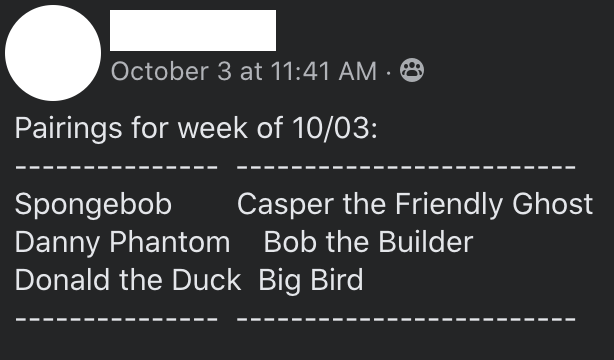 October 3 at 11:41 AM ·
Pairings for week of 10/03:
--------------- -------------------------
Spongebob Casper the Friendly Ghost
Danny Phantom Bob the Builder
Donald the Duck Big Bird
--------------- -------------------------